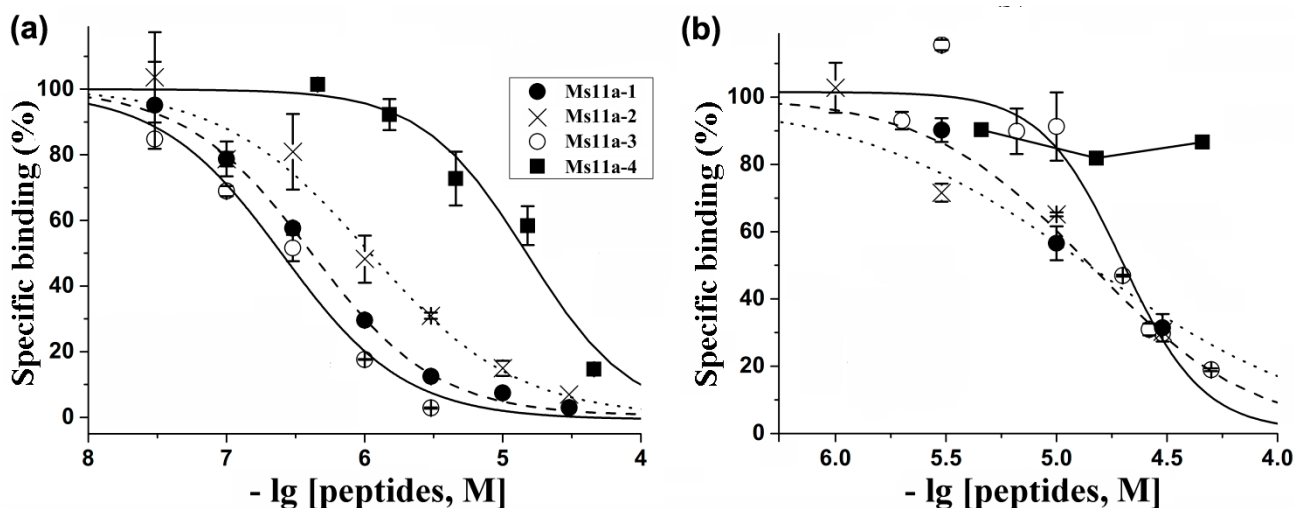 (a)
Specific binding (%)
100
80
60
40
20
0
8
7
6
5
4
- lg [peptides, M]
Ms11a-1
Ms11a-2
Ms11a-3
Ms11a-4
(b)
Specific binding (%)
100
80
60
40
20
0
6.0
5.5
5.0
4.5
4.0
- lg [peptides, M]